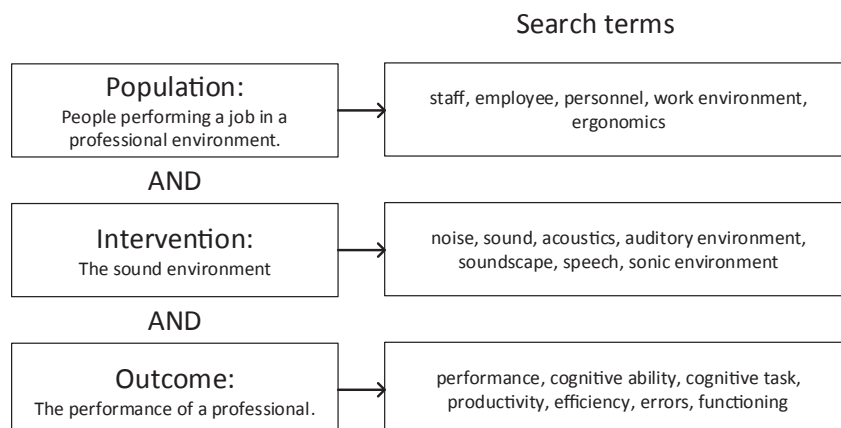 Search terms
Population:
People performing a job in a
professional environment.
staff, employee, personnel, work environment,
ergonomics
AND
Intervention:
The sound environment
noise, sound, acoustics, auditory environment,
soundscape, speech, sonic environment
AND
Outcome:
The performance of a professional.
performance, cognitive ability, cognitive task,
productivity, efficiency, errors, functioning